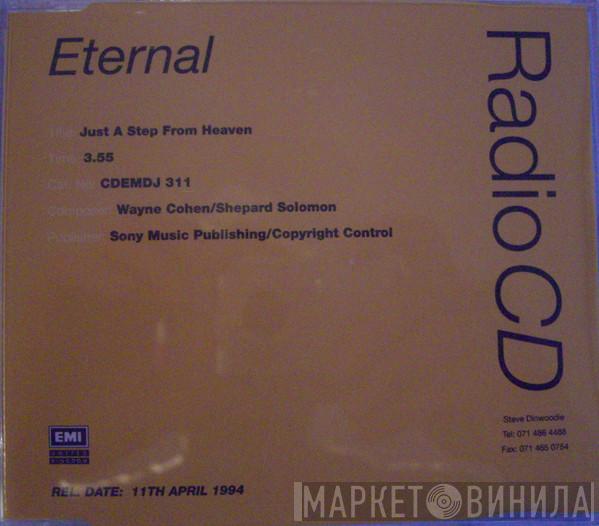 Eternal
Title: Just A Step From Heaven
Time: 3.55
Cat. No: CDEMDJ 311
Composer: Wayne Cohen/Shepard Solomon
Publisher: Sony Music Publishing/Copyright Control
Radio CD
Steve Dinwoodie
Tel: 071 486 4488
Fax: 071 465 0754
EMI
UNITED
KINGDOM
REL. DATE: 11TH APRIL 1994
МАРКЕТ ВИНИЛА